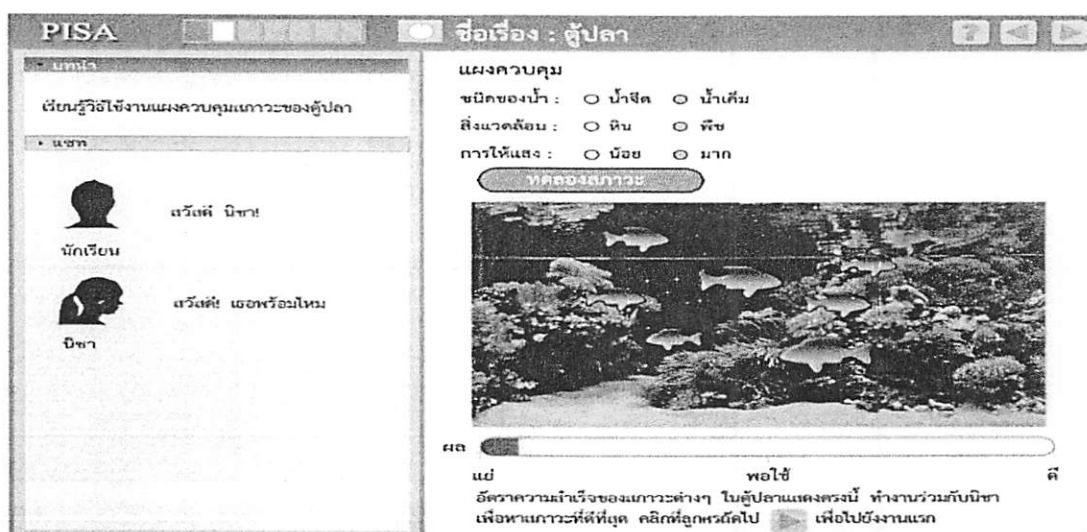 PISA
ชื่อเรื่อง : ตู้ปลา
?
บทนำ
เรียนรู้วิธีใช้งานแผงควบคุมสภาวะของตู้ปลา
แชท
สวัสดี นิชา!
นักเรียน
สวัสดี! เธอพร้อมไหม
นิชา
แผงควบคุม
ชนิดของน้ำ : น้ำจืด น้ำเค็ม
สิ่งแวดล้อม : หิน พืช
การให้แสง : น้อย มาก
ทดลองสภาวะ
ผล
แย่ พอใช้ ดี
อัตราความสำเร็จของสภาวะต่างๆ ในตู้ปลาแสดงตรงนี้ ทำงานร่วมกับนิชา
เพื่อหาสภาวะที่ดีที่สุด คลิกที่ลูกศรถัดไป เพื่อไปยังงานแรก